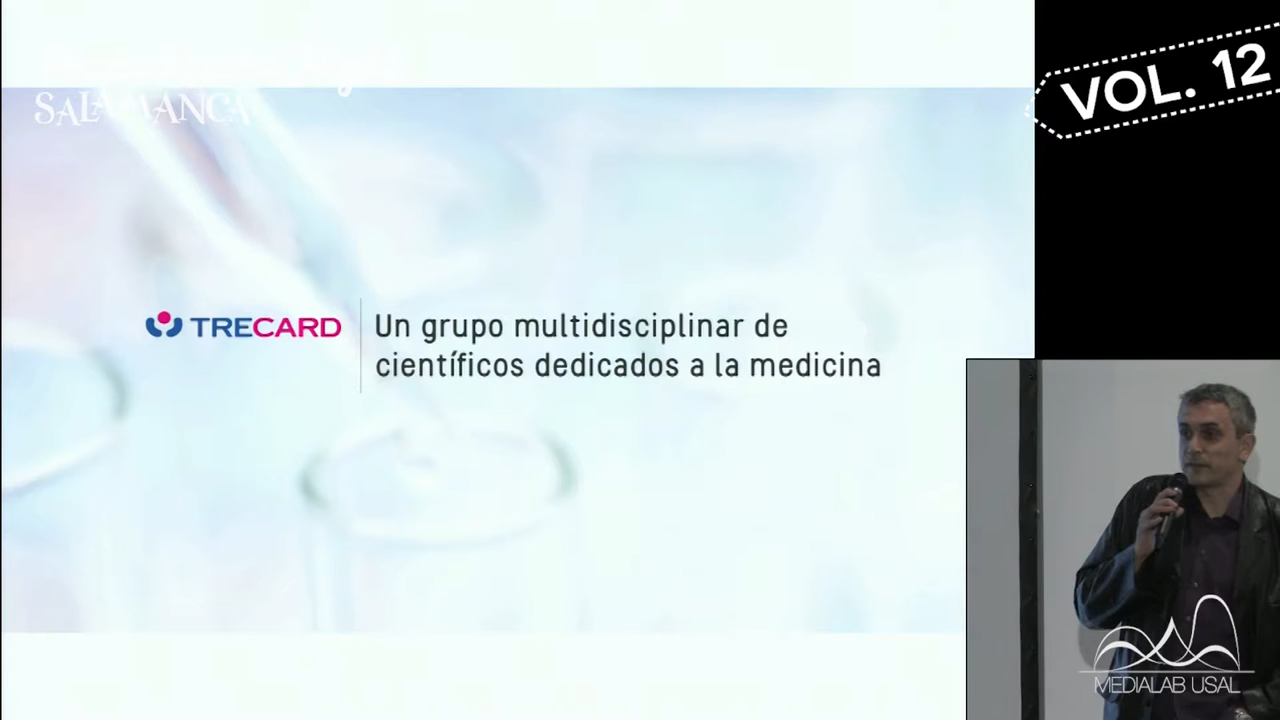 SALAMANCA
VOL. 12
TRECARD
Un grupo multidisciplinar de
científicos dedicados a la medicina
MEDIALAB USAL